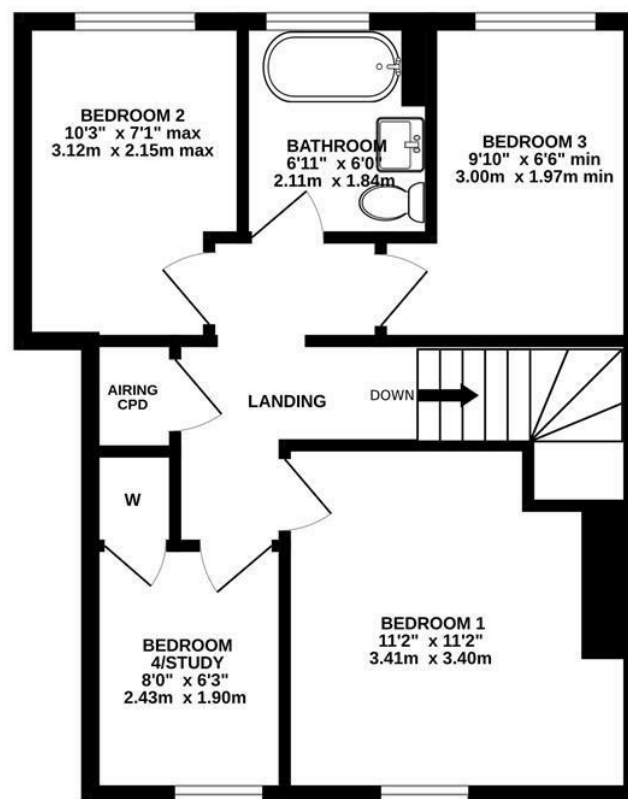 BEDROOM 2
10'3" x 7'1" max
3.12m x 2.15m max
BATHROOM
6'11" x 6'0"
2.11m x 1.84m
BEDROOM 3
9'10" x 6'6" min
3.00m x 1.97m min
AIRING
CPD
LANDING
DOWN
W
BEDROOM
4/STUDY
8'0" x 6'3"
2.43m x 1.90m
BEDROOM 1
11'2" x 11'2"
3.41m x 3.40m